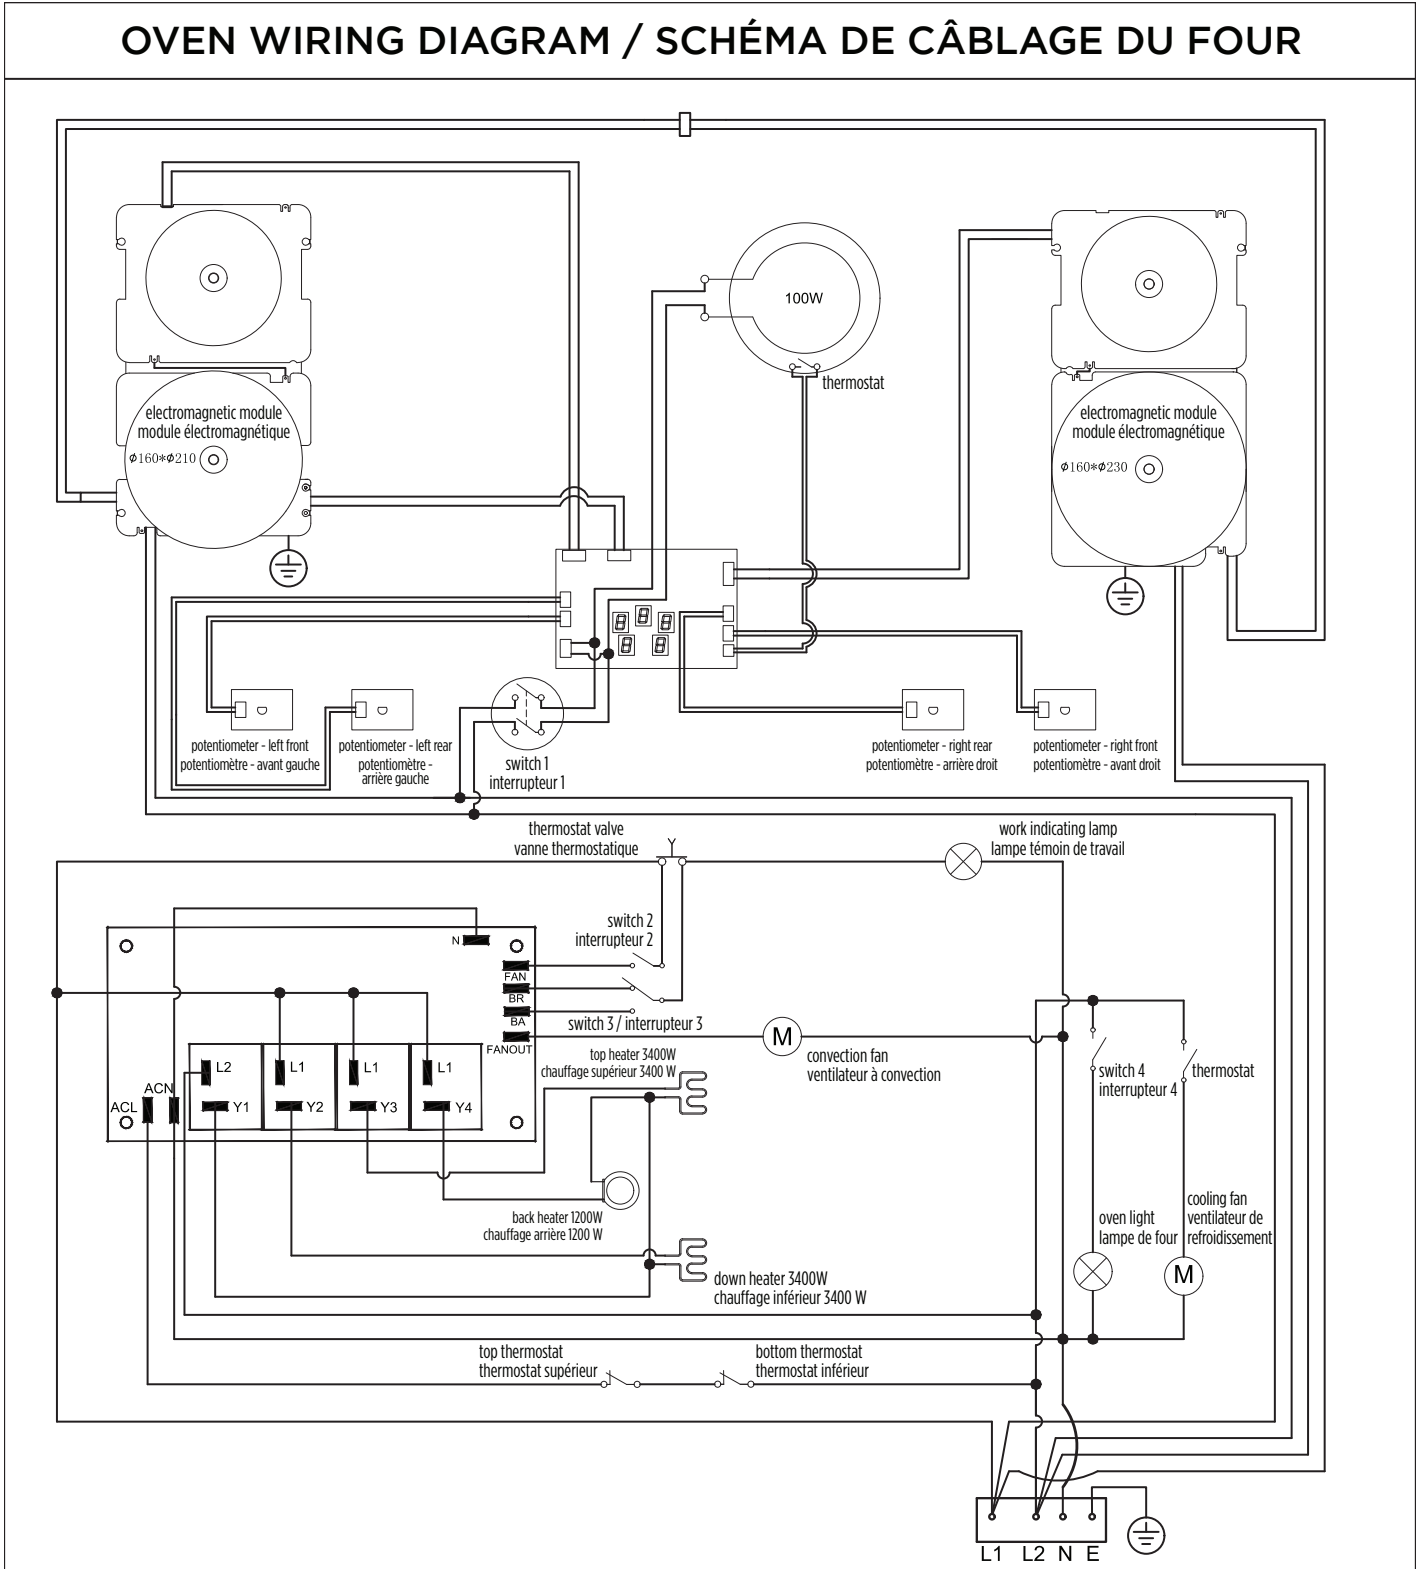 OVEN WIRING DIAGRAM / SCHÉMA DE CÂBLAGE DU FOUR
100W
thermostat
electromagnetic module
module électromagnétique
ϕ160*ϕ210
electromagnetic module
module électromagnétique
ϕ160*ϕ230
8
8
8
8
8
potentiometer - left front
potentiomètre - avant gauche
potentiometer - left rear
potentiomètre -
arrière gauche
switch 1
interrupteur 1
potentiometer - right rear
potentiomètre - arrière droit
potentiometer - right front
potentiomètre - avant droit
thermostat valve
vanne thermostatique
work indicating lamp
lampe témoin de travail
switch 2
interrupteur 2
N
FAN
BR
BA
FANOUT
switch 3 / interrupteur 3
M
convection fan
ventilateur à convection
top heater 3400W
chauffage supérieur 3400 W
switch 4
interrupteur 4
thermostat
L2
L1
L1
L1
ACN
ACL
Y1
Y2
Y3
Y4
back heater 1200W
chauffage arrière 1200 W
oven light
lampe de four
cooling fan
ventilateur de
refroidissement
M
down heater 3400W
chauffage inférieur 3400 W
top thermostat
thermostat supérieur
bottom thermostat
thermostat inférieur
L1
L2
N
E